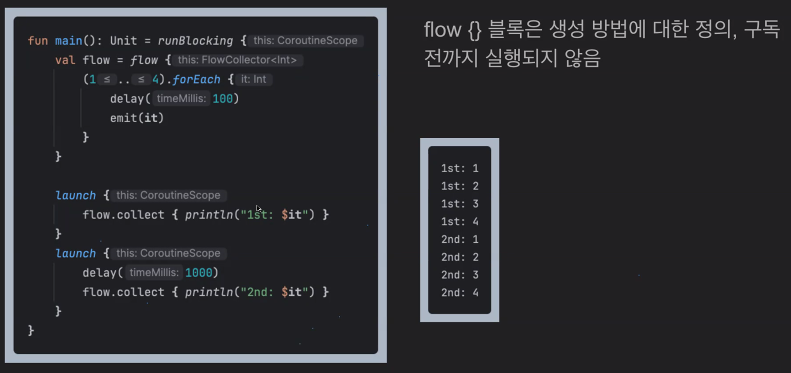 fun main(): Unit = runBlocking { this: CoroutineScope
val flow = flow { this: FlowCollector<Int>
(1 ≤ .. ≤ 4).forEach { it: Int
delay( timeMillis: 100)
emit(it)
}
}
launch { this: CoroutineScope
flow.collect { println("1st: $it") }
}
launch { this: CoroutineScope
delay( timeMillis: 1000)
flow.collect { println("2nd: $it") }
}
}
flow {} 블록은 생성 방법에 대한 정의, 구독
전까지 실행되지 않음
1st: 1
1st: 2
1st: 3
1st: 4
2nd: 1
2nd: 2
2nd: 3
2nd: 4